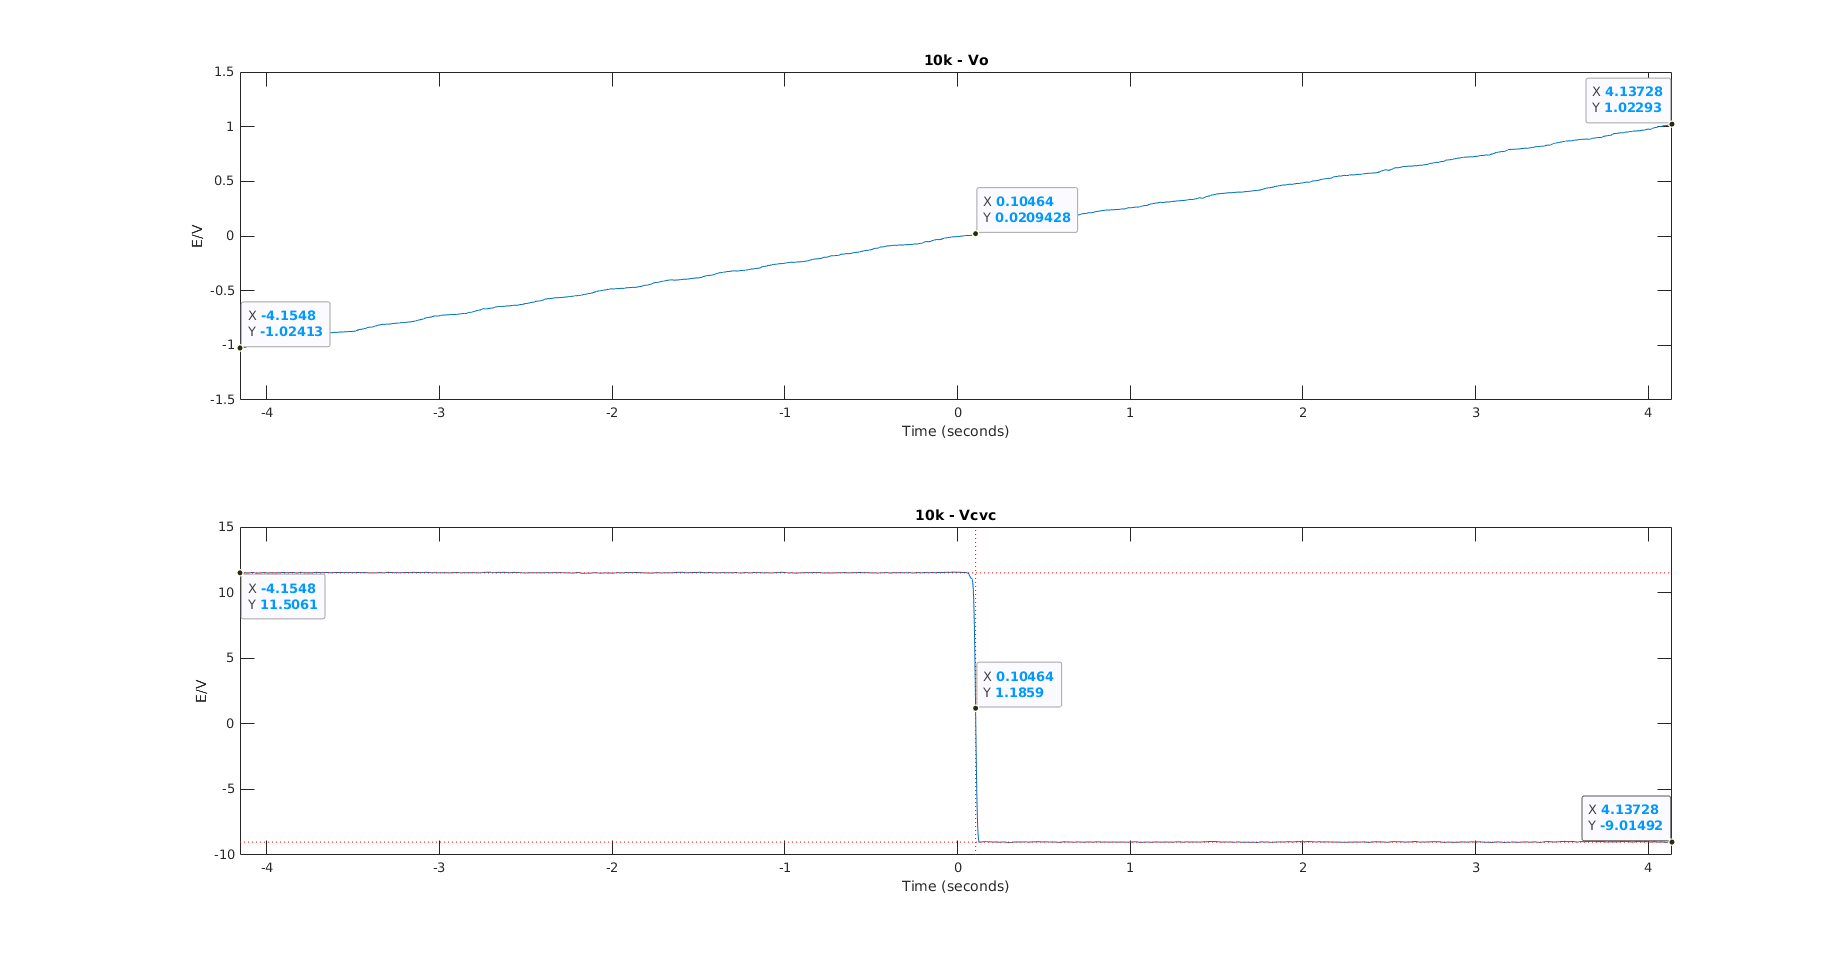 10k - Vo
1.5
1
0.5
0
-0.5
-1
-1.5
E/V
X 4.13728
Y 1.02293
X 0.10464
Y 0.0209428
X -4.1548
Y -1.02413
-4 -3 -2 -1 0 1 2 3 4
Time (seconds)
10k - Vcvc
15
10
5
0
-5
-10
E/V
X -4.1548
Y 11.5061
X 0.10464
Y 1.1859
X 4.13728
Y -9.01492
-4 -3 -2 -1 0 1 2 3 4
Time (seconds)